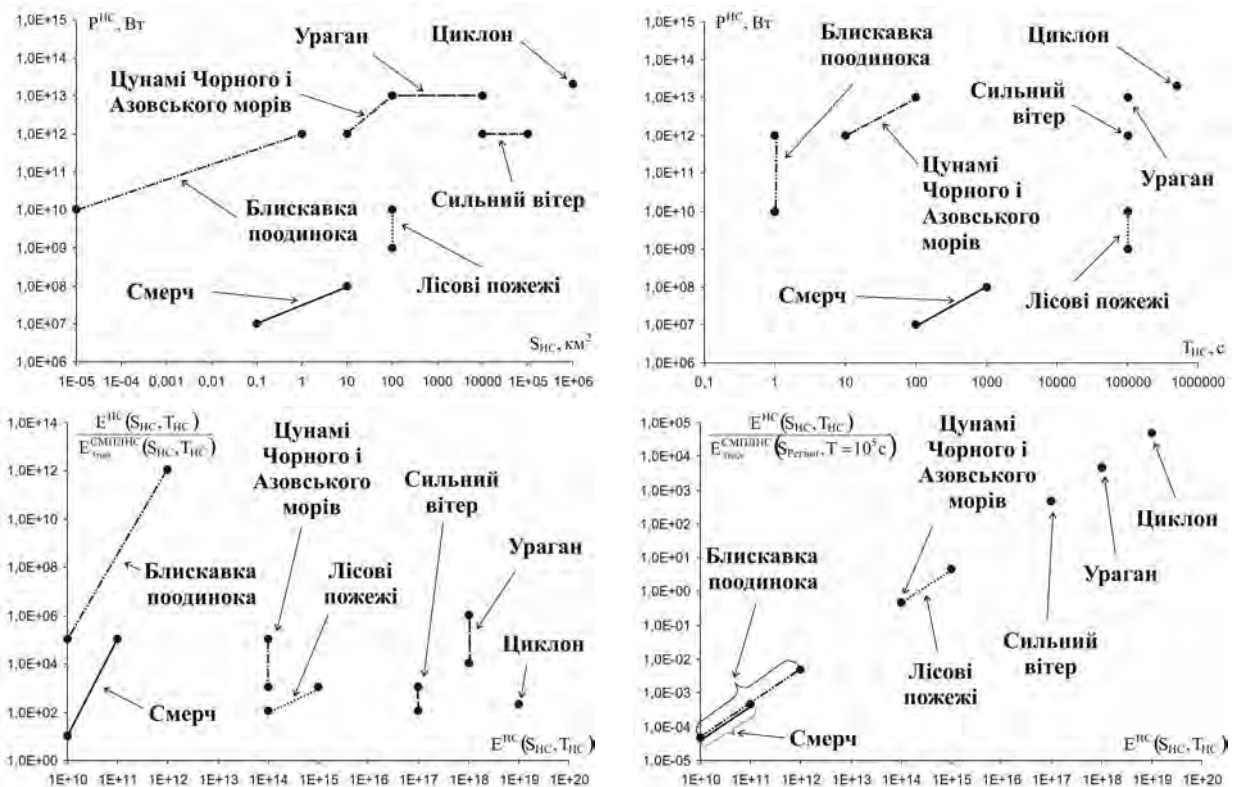 P^НС, Вт
1,0E+15
1,0E+14
1,0E+13
1,0E+12
1,0E+11
1,0E+10
1,0E+09
1,0E+08
1,0E+07
1,0E+06
Ураган
Циклон
Цунамі Чорного і
Азовського морів
Блискавка
поодинока
Сильний вітер
Смерч
Лісові пожежі
S_НС, км²
1E-05 1E-04 0,001 0,01 0,1 1 10 100 1000 10000 1E+05 1E+06
P^НС, Вт
1,0E+15
1,0E+14
1,0E+13
1,0E+12
1,0E+11
1,0E+10
1,0E+09
1,0E+08
1,0E+07
1,0E+06
Блискавка
поодинока
Циклон
Сильний
вітер
Цунамі
Чорного і
Азовського
морів
Ураган
Смерч
Лісові пожежі
T_НС, с
0,1 1 10 100 1000 10000 100000 1000000
E^НС(S_НС, T_НС)
(S_НС, T_НС)
1,0E+14
1,0E+12
1,0E+10
1,0E+08
1,0E+06
1,0E+04
1,0E+02
1,0E+00
Цунамі
Чорного і
Азовського
морів
Сильний
вітер
Ураган
Блискавка
поодинока
Лісові
пожежі
Циклон
Смерч
E^НС(S_НС, T_НС)
1E+10 1E+11 1E+12 1E+13 1E+14 1E+15 1E+16 1E+17 1E+18 1E+19 1E+20
E^НС(S_НС, T_НС)
(S_Регіон, T = 10⁵с)
1,0E+05
1,0E+04
1,0E+03
1,0E+02
1,0E+01
1,0E+00
1,0E-01
1,0E-02
1,0E-03
1,0E-04
1,0E-05
Цунамі
Чорного і
Азовського
морів
Циклон
Блискавка
поодинока
Ураган
Сильний
вітер
Лісові
пожежі
Смерч
E^НС(S_НС, T_НС)
1E+10 1E+11 1E+12 1E+13 1E+14 1E+15 1E+16 1E+17 1E+18 1E+19 1E+20